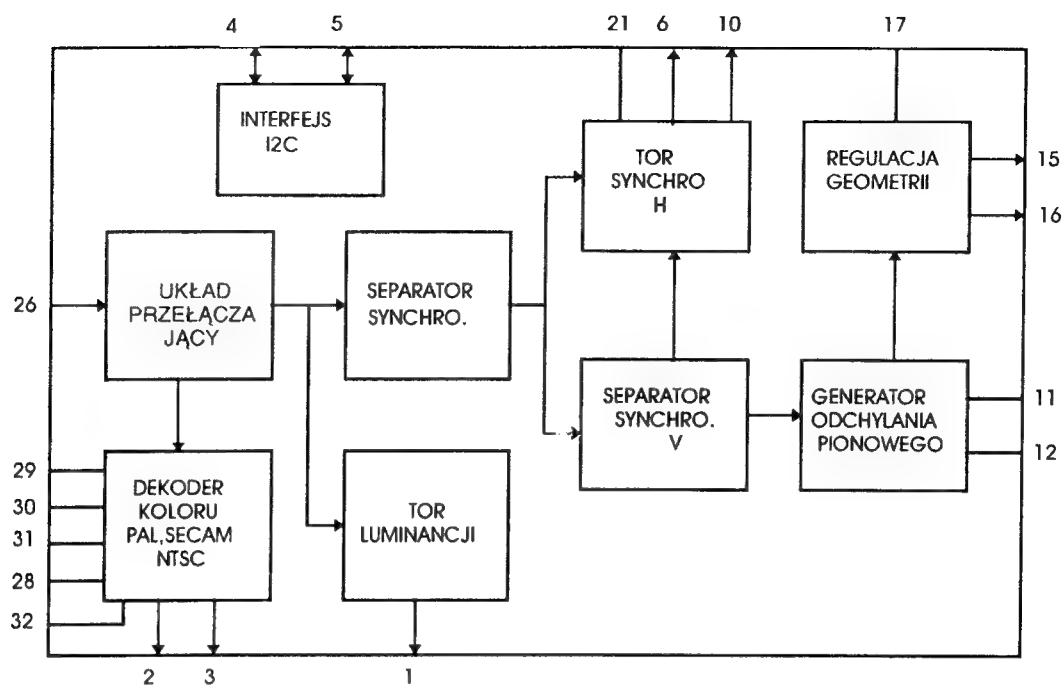 4 5 21 6 10 17
INTERFEJS
I2C
TOR
SYNCHRO
H
REGULACJA
GEOMETRII
15
16
26
UKŁAD
PRZEŁĄCZA
JĄCY
SEPARATOR
SYNCHRO.
SEPARATOR
SYNCHRO.
V
GENERATOR
ODCHYLANIA
PIONOWEGO
11
12
29
30
31
28
32
DEKODER
KOLORU
PAL,SECAM
NTSC
TOR
LUMINANCJI
2 3 1